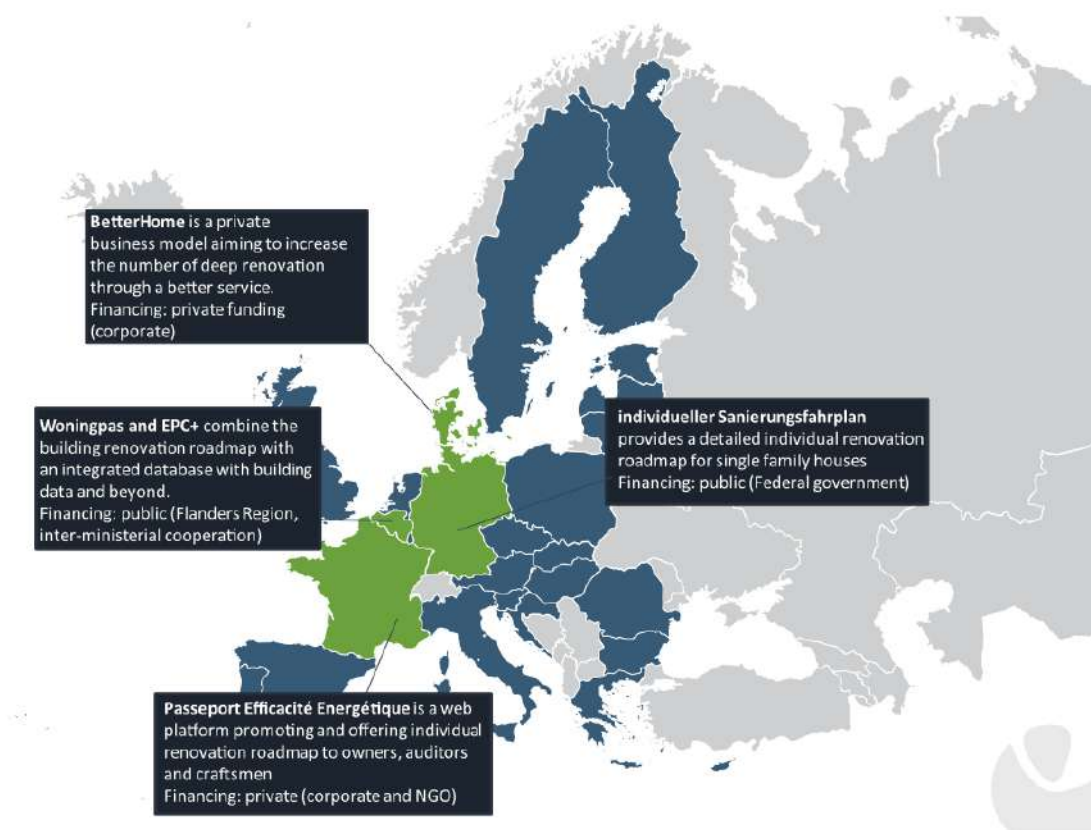 BetterHome is a private
business model aiming to increase
the number of deep renovation
through a better service.
Financing: private funding
(corporate)
Woningpas and EPC+ combine the
building renovation roadmap with
an integrated database with building
data and beyond.
Financing: public (Flanders Region,
inter-ministerial cooperation)
individueller Sanierungsfahrplan
provides a detailed individual renovation
roadmap for single family houses
Financing: public (Federal government)
Passeport Efficacité Energétique is a web
platform promoting and offering individual
renovation roadmap to owners, auditors
and craftsmen
Financing: private (corporate and NGO)